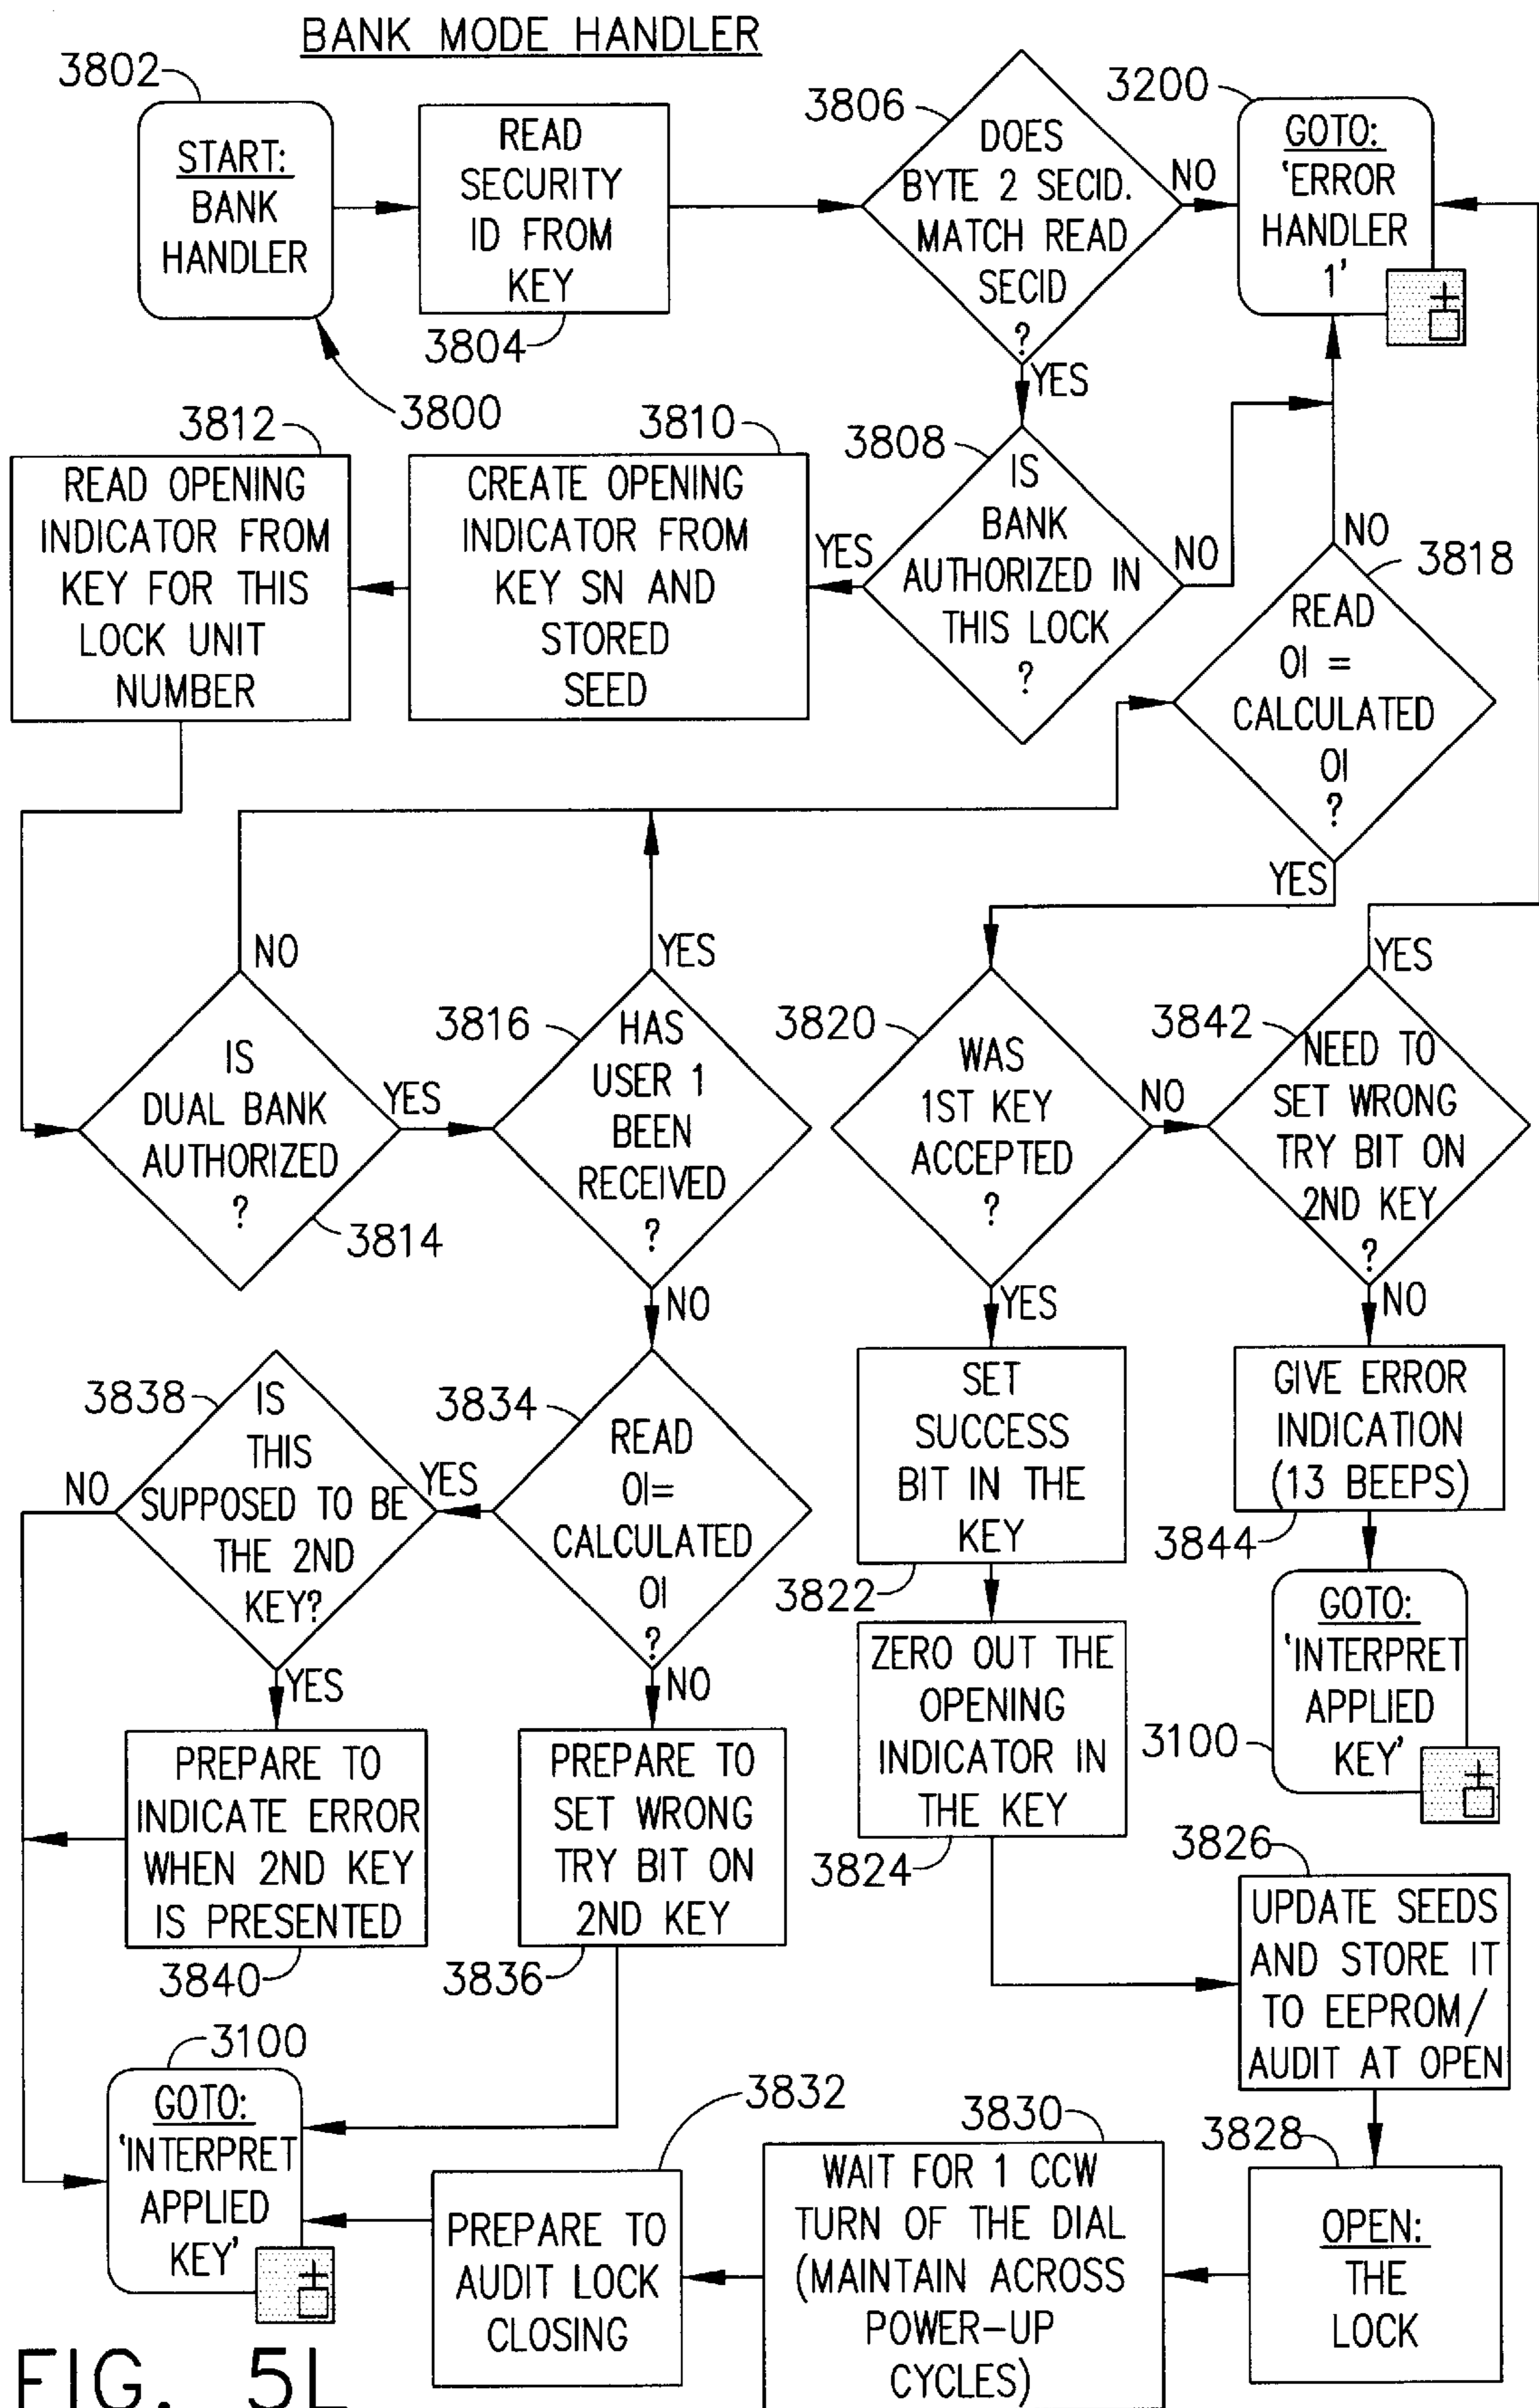 BANK MODE HANDLER
3802
START:
BANK
HANDLER
3800
READ
SECURITY
ID FROM
KEY
3804
3806
DOES
BYTE 2 SECID.
MATCH READ
SECID
?
NO
YES
3200
GOTO:
'ERROR
HANDLER
1'
3812
READ OPENING
INDICATOR FROM
KEY FOR THIS
LOCK UNIT
NUMBER
3810
CREATE OPENING
INDICATOR FROM
KEY SN AND
STORED
SEED
YES
3808
IS
BANK
AUTHORIZED IN
THIS LOCK
?
NO
NO
3818
READ
OI =
CALCULATED
OI
?
YES
NO
IS
DUAL BANK
AUTHORIZED
?
3814
YES
3816
YES
HAS
USER 1
BEEN
RECEIVED
?
NO
3820
WAS
1ST KEY
ACCEPTED
?
NO
YES
3842
YES
NEED TO
SET WRONG
TRY BIT ON
2ND KEY
?
NO
3838
IS
THIS
SUPPOSED TO BE
THE 2ND
KEY?
NO
YES
YES
3834
READ
OI=
CALCULATED
OI
?
NO
SET
SUCCESS
BIT IN THE
KEY
3822
GIVE ERROR
INDICATION
(13 BEEPS)
3844
GOTO:
'INTERPRET
APPLIED
KEY'
3100
ZERO OUT THE
OPENING
INDICATOR IN
THE KEY
3824
PREPARE TO
INDICATE ERROR
WHEN 2ND KEY
IS PRESENTED
3840
PREPARE TO
SET WRONG
TRY BIT ON
2ND KEY
3836
3826
UPDATE SEEDS
AND STORE IT
TO EEPROM/
AUDIT AT OPEN
3100
GOTO:
'INTERPRET
APPLIED
KEY'
3832
PREPARE TO
AUDIT LOCK
CLOSING
3830
WAIT FOR 1 CCW
TURN OF THE DIAL
(MAINTAIN ACROSS
POWER-UP
CYCLES)
3828
OPEN:
THE
LOCK
FIG. 5L